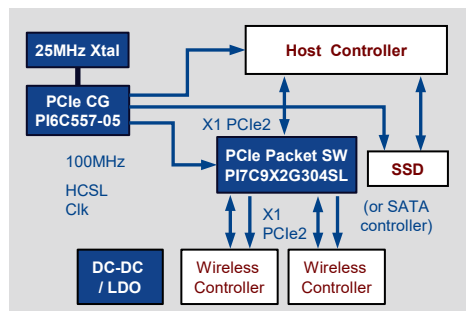 25MHz Xtal
Host Controller
PCIe CG
PI6C557-05
X1 PCIe2
100MHz
HCSL
Clk
PCIe Packet SW
PI7C9X2G304SL
SSD
(or SATA
controller)
X1
PCIe2
DC-DC
/ LDO
Wireless
Controller
Wireless
Controller